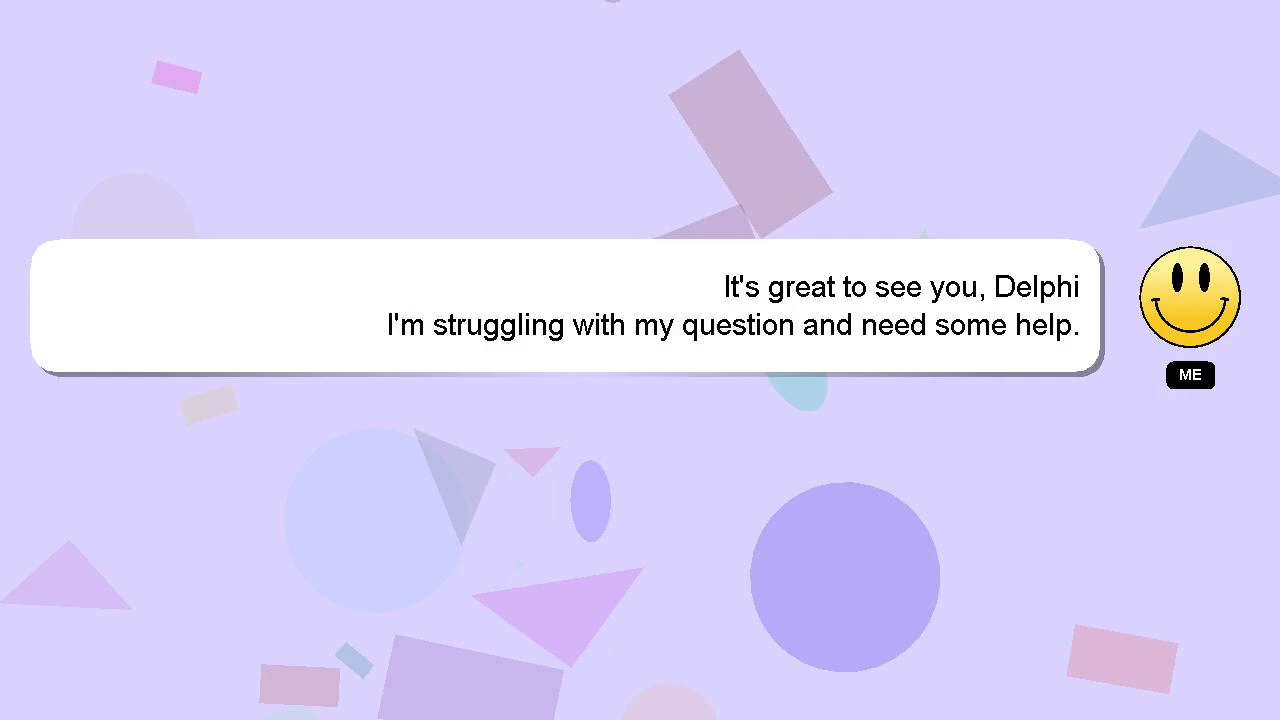 It's great to see you, Delphi
I'm struggling with my question and need some help.
ME